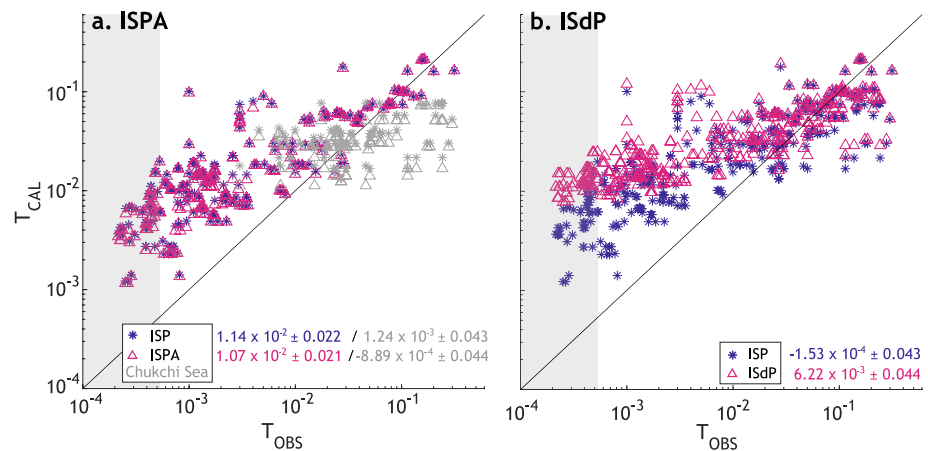 a. ISPA
b. ISdP
T_CAL
10⁻¹
10⁻²
10⁻³
10⁻⁴
ISP 1.14 x 10⁻² ± 0.022 / 1.24 x 10⁻³ ± 0.043
ISPA 1.07 x 10⁻² ± 0.021 /-8.89 x 10⁻⁴ ± 0.044
Chukchi Sea
ISP -1.53 x 10⁻⁴ ± 0.043
ISdP 6.22 x 10⁻³ ± 0.044
10⁻⁴ 10⁻³ 10⁻² 10⁻¹
10⁻⁴ 10⁻³ 10⁻² 10⁻¹
T_OBS
T_OBS